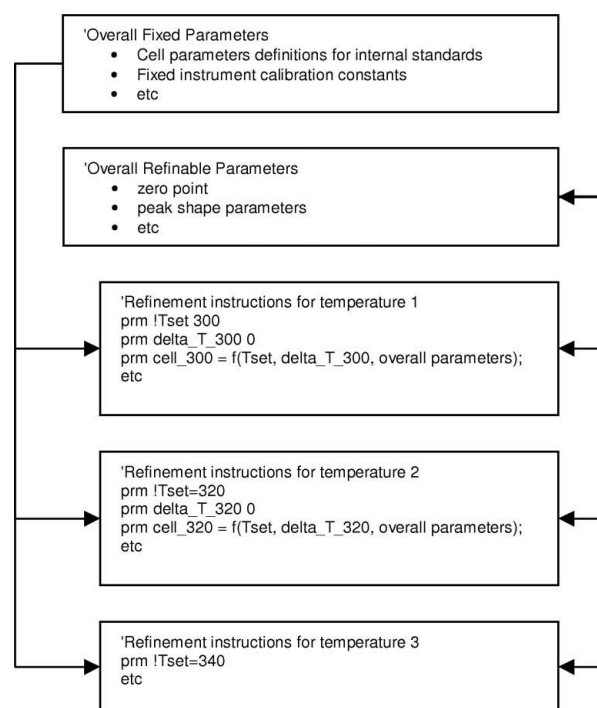 'Overall Fixed Parameters
• Cell parameters definitions for internal standards
• Fixed instrument calibration constants
• etc
'Overall Refinable Parameters
• zero point
• peak shape parameters
• etc
'Refinement instructions for temperature 1
prm !Tset 300
prm delta_T_300 0
prm cell_300 = f(Tset, delta_T_300, overall parameters);
etc
'Refinement instructions for temperature 2
prm !Tset=320
prm delta_T_320 0
prm cell_320 = f(Tset, delta_T_320, overall parameters);
etc
'Refinement instructions for temperature 3
prm !Tset=340
etc